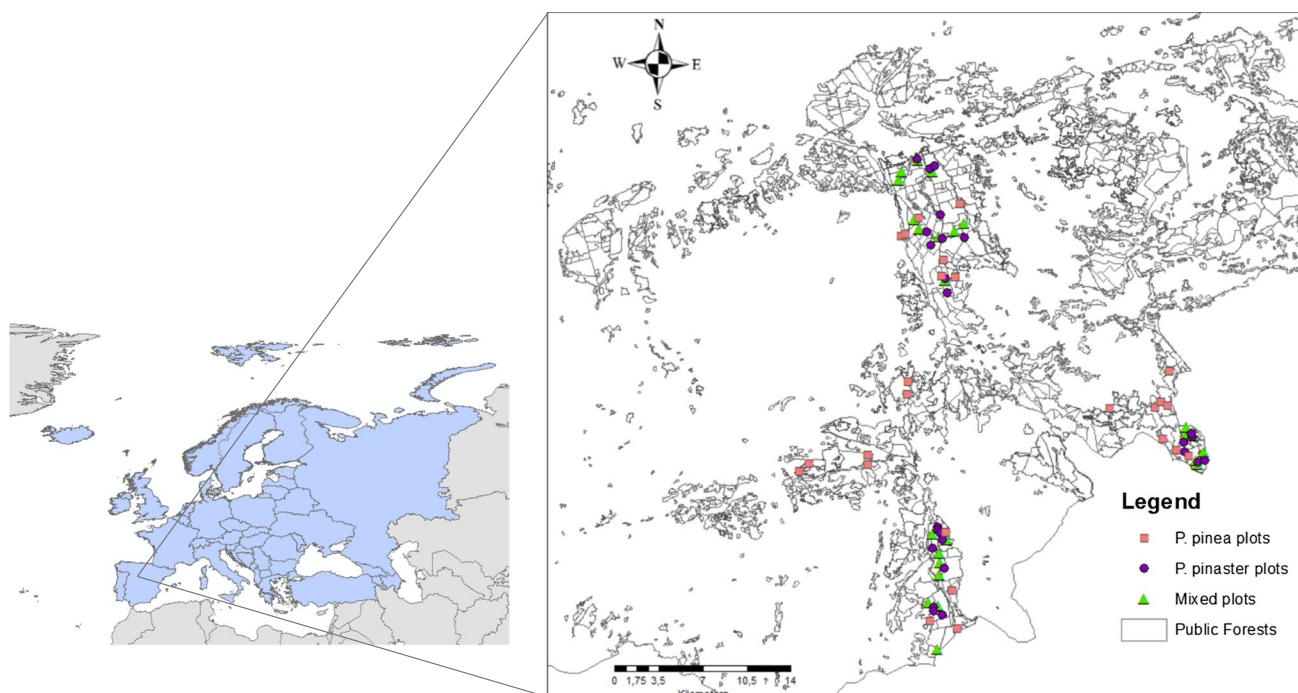 N
W E
S
Legend
P. pinea plots
P. pinaster plots
Mixed plots
Public Forests
0 1,75 3,5 7 10,5 14